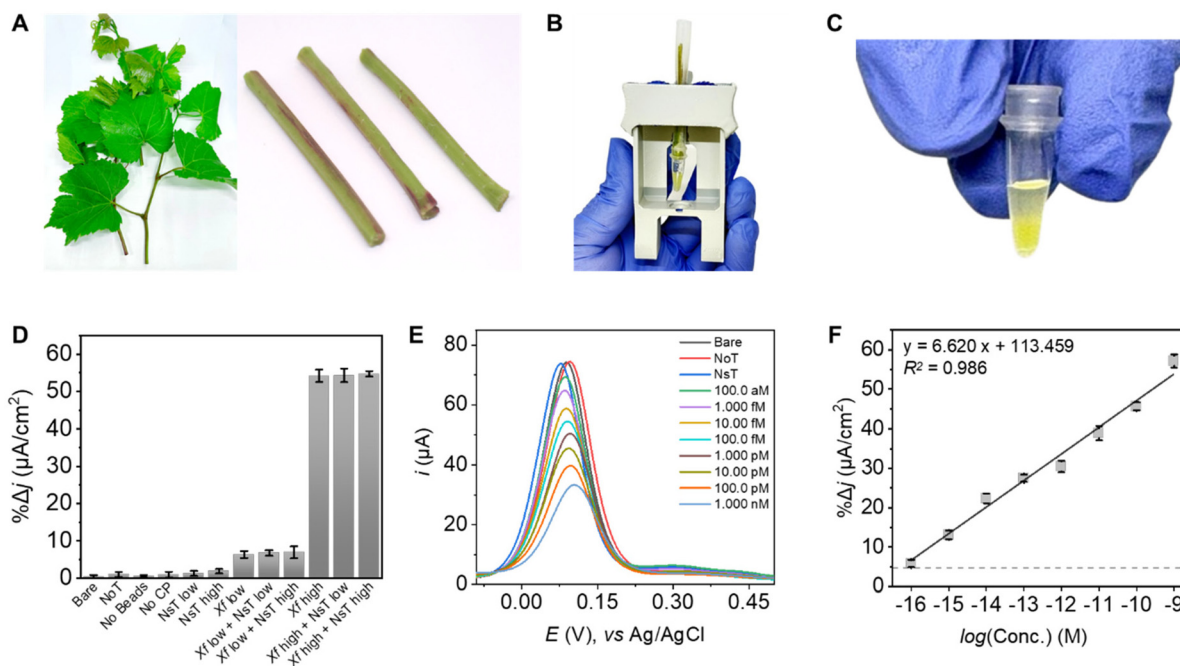 A
B
C
D
%Δj (µA/cm²)
60
50
40
30
20
10
0
Bare
NoT
No Beads
No CP
NsT low
NsT high
Xf low
Xf low + NsT low
Xf low + NsT high
Xf high
Xf high + NsT low
Xf high + NsT high
E
i (µA)
80
60
40
20
0
0.00 0.15 0.30 0.45
E (V), vs Ag/AgCl
Bare
NoT
NsT
100.0 aM
1.000 fM
10.00 fM
100.0 fM
1.000 pM
10.00 pM
100.0 pM
1.000 nM
F
y = 6.620 x + 113.459
R² = 0.986
%Δj (µA/cm²)
60
50
40
30
20
10
0
-16 -15 -14 -13 -12 -11 -10 -9
log(Conc.) (M)